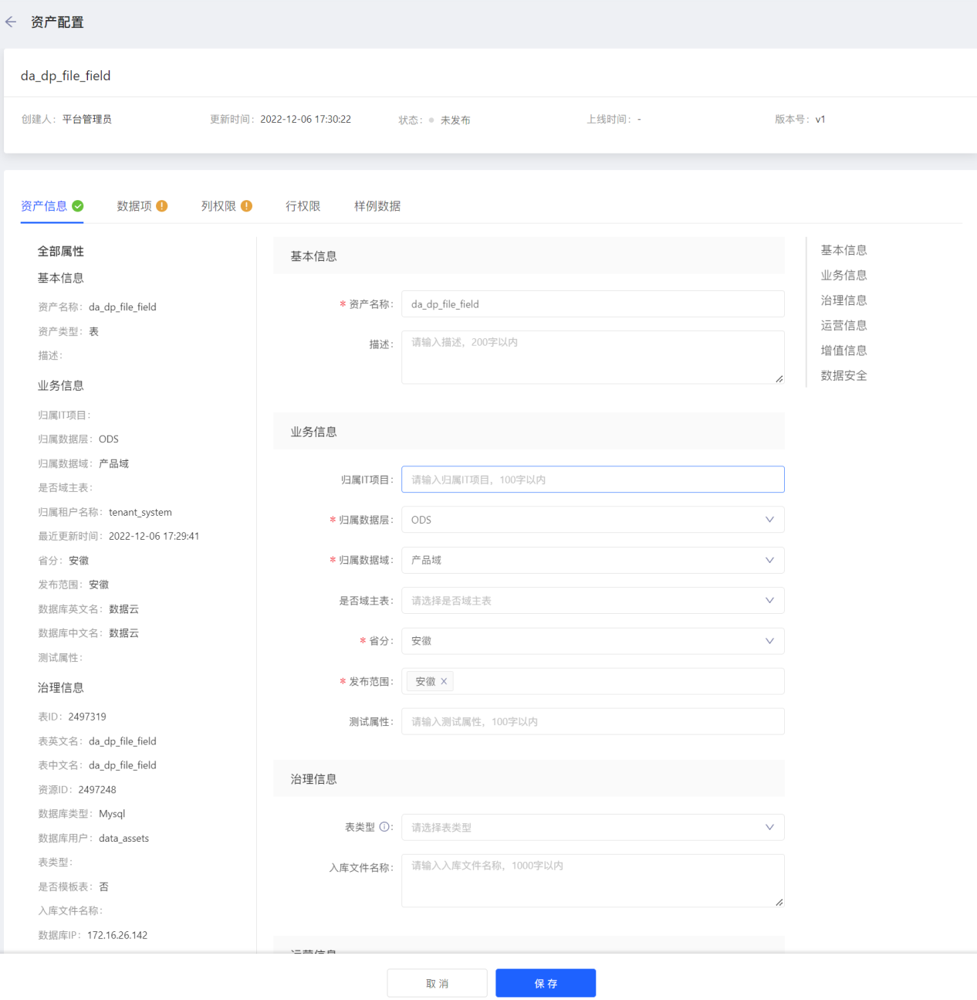 资产配置
da_dp_file_field
创建人： 平台管理员 更新时间： 2022-12-06 17:30:22 状态： 未发布 上线时间： - 版本号： v1
资产信息 数据项 列权限 行权限 样例数据
全部属性
基本信息
资产名称： da_dp_file_field
资产类型： 表
描述：
业务信息
归属IT项目：
归属数据层： ODS
归属数据域： 产品域
是否域主表：
归属租户名称： tenant_system
最近更新时间： 2022-12-06 17:29:41
省分： 安徽
发布范围： 安徽
数据库英文名： 数据云
数据库中文名： 数据云
测试属性：
治理信息
表ID： 2497319
表英文名： da_dp_file_field
表中文名： da_dp_file_field
资源ID： 2497248
数据库类型： Mysql
数据库用户： data_assets
表类型：
是否模板表： 否
入库文件名称：
数据库IP： 172.16.26.142
基本信息
* 资产名称： da_dp_file_field
描述： 请输入描述，200字以内
业务信息
归属IT项目： 请输入归属IT项目，100字以内
* 归属数据层： ODS
* 归属数据域： 产品域
是否域主表： 请选择是否域主表
* 省分： 安徽
* 发布范围： 安徽
测试属性： 请输入测试属性，100字以内
治理信息
表类型 ： 请选择表类型
入库文件名称： 请输入入库文件名称，1000字以内
运营信息
基本信息
业务信息
治理信息
运营信息
增值信息
数据安全
取 消
保 存